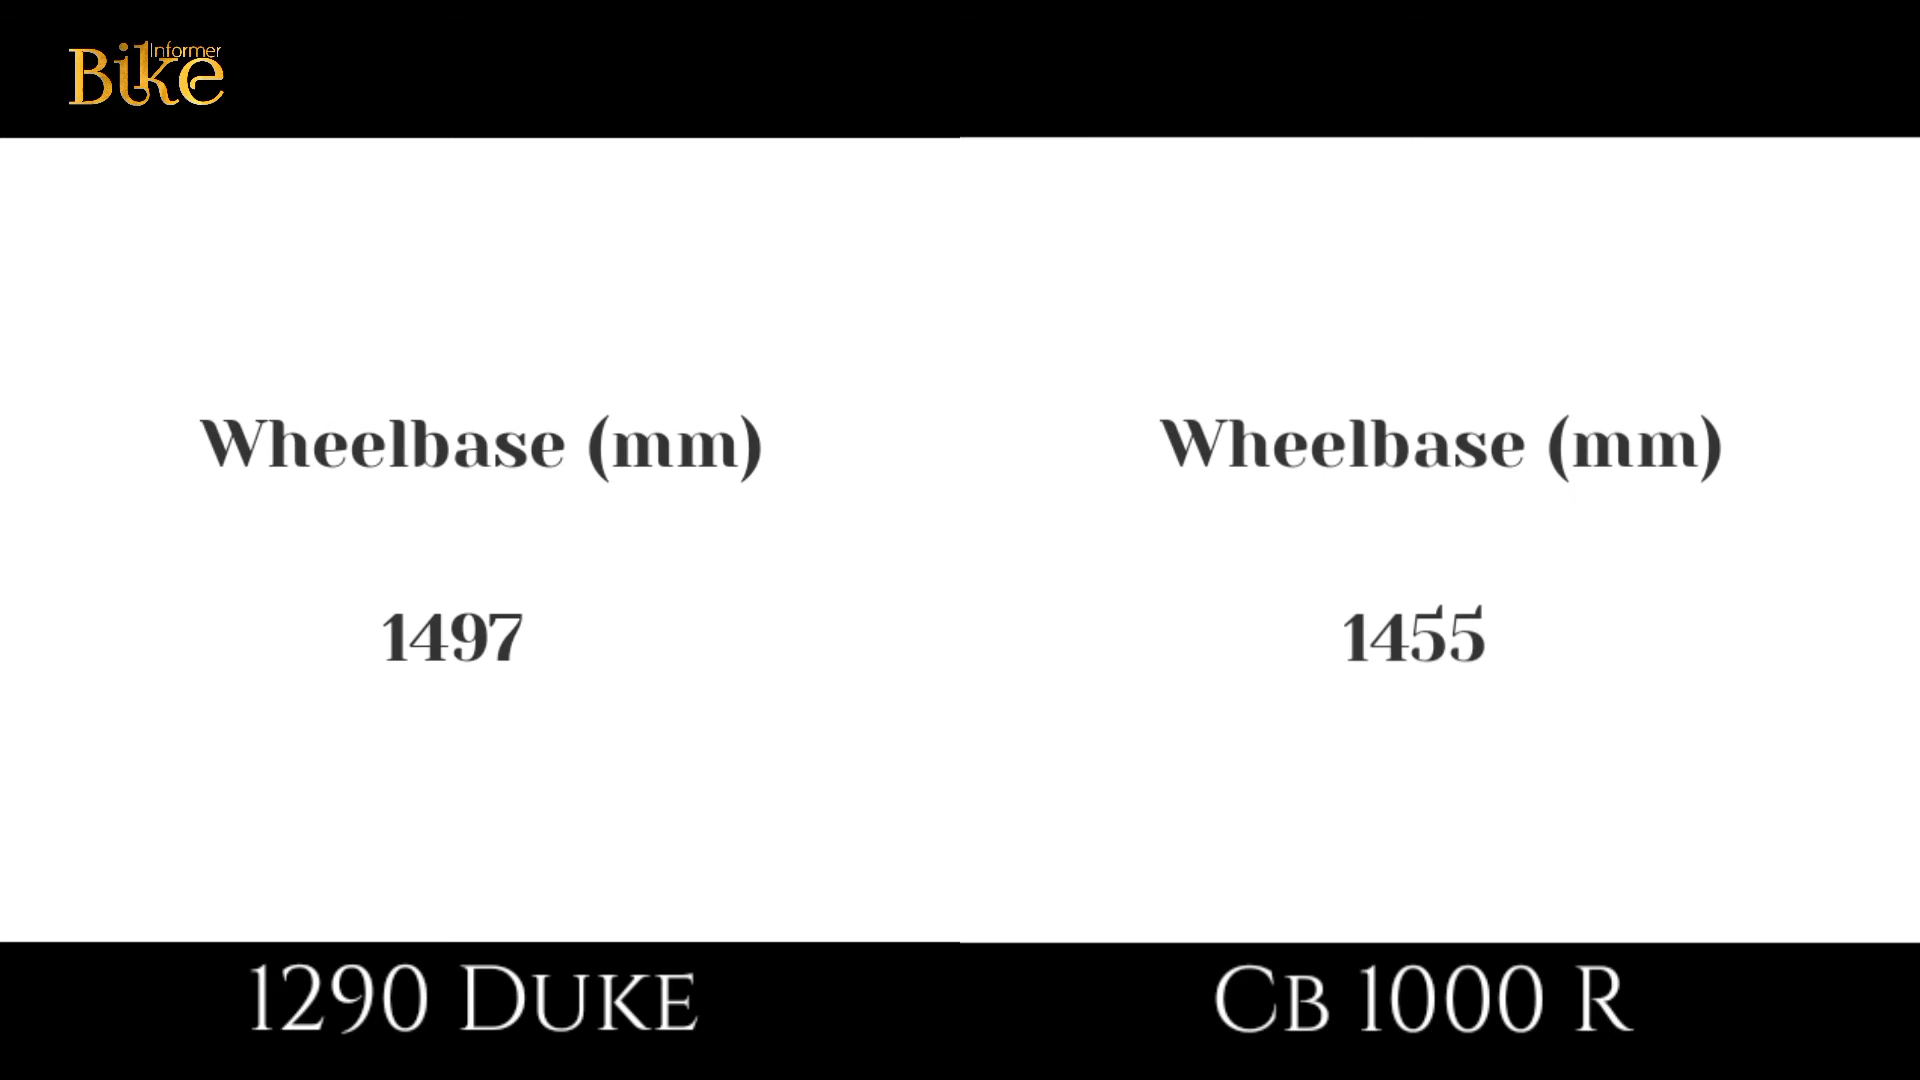 Bike Informer
Wheelbase (mm)
1497
Wheelbase (mm)
1455
1290 DUKE
CB 1000 R